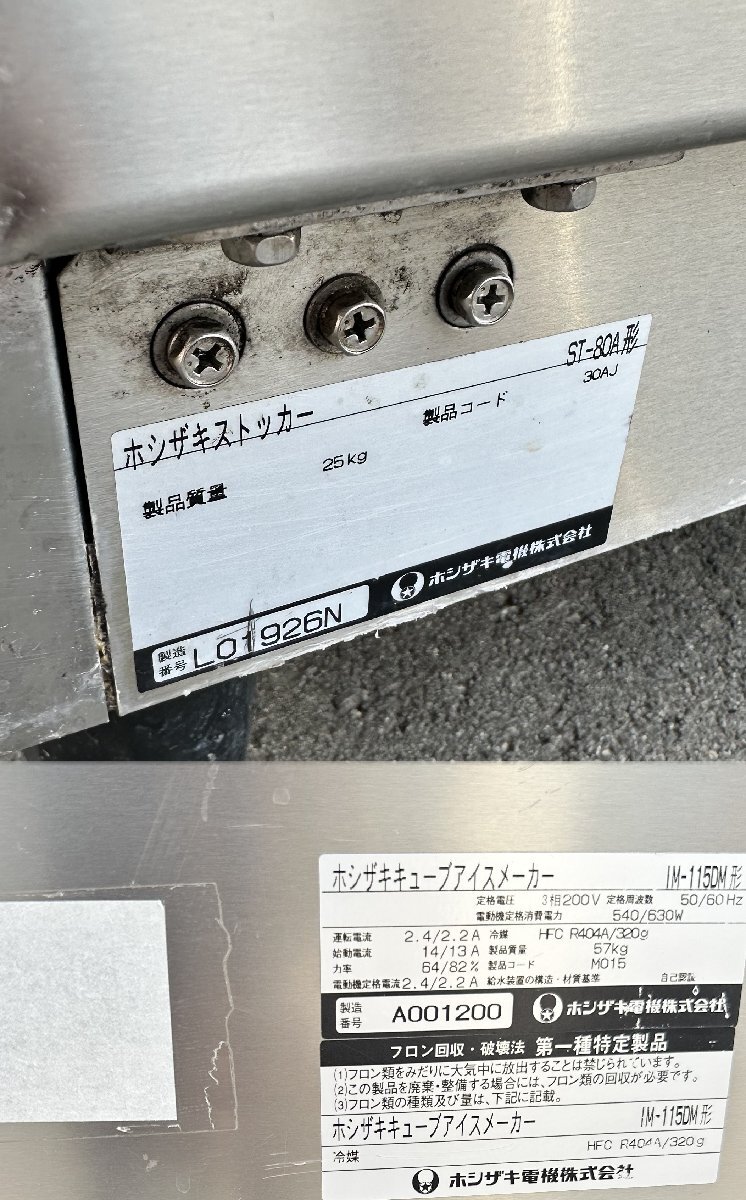 ホシザキストッカー ST-80A形
製品コード 30AJ
製品質量 25kg
製造番号 L01926N ホシザキ電機株式会社
ホシザキキューブアイスメーカー IM-115DM形
定格電圧 3相200V 定格周波数 50/60Hz
電動機定格消費電力 540/630W
運転電流 2.4/2.2A 冷媒 HFC R404A/320g
始動電流 14/13A 製品質量 57kg
力率 64/82% 製品コード M015
電動機定格電流 2.4/2.2A 給水装置の構造・材質基準 自己認証
製造番号 A001200 ホシザキ電機株式会社
フロン回収・破壊法 第一種特定製品
(1)フロン類をみだりに大気中に放出することは禁じられています。
(2)この製品を廃棄・整備する場合には、フロン類の回収が必要です。
(3)フロン類の種類及び量は、下記に記載。
ホシザキキューブアイスメーカー IM-115DM形
冷媒 HFC R404A/320g
ホシザキ電機株式会社